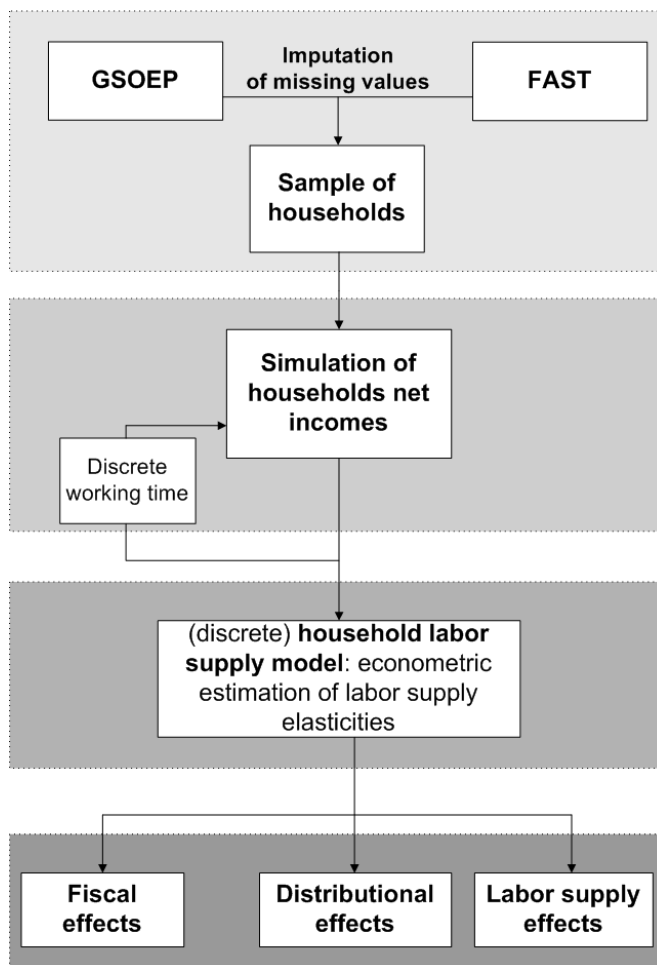 GSOEP
Imputation
of missing values
FAST
Sample of
households
Simulation of
households net
incomes
Discrete
working time
(discrete) household labor
supply model: econometric
estimation of labor supply
elasticities
Fiscal
effects
Distributional
effects
Labor supply
effects